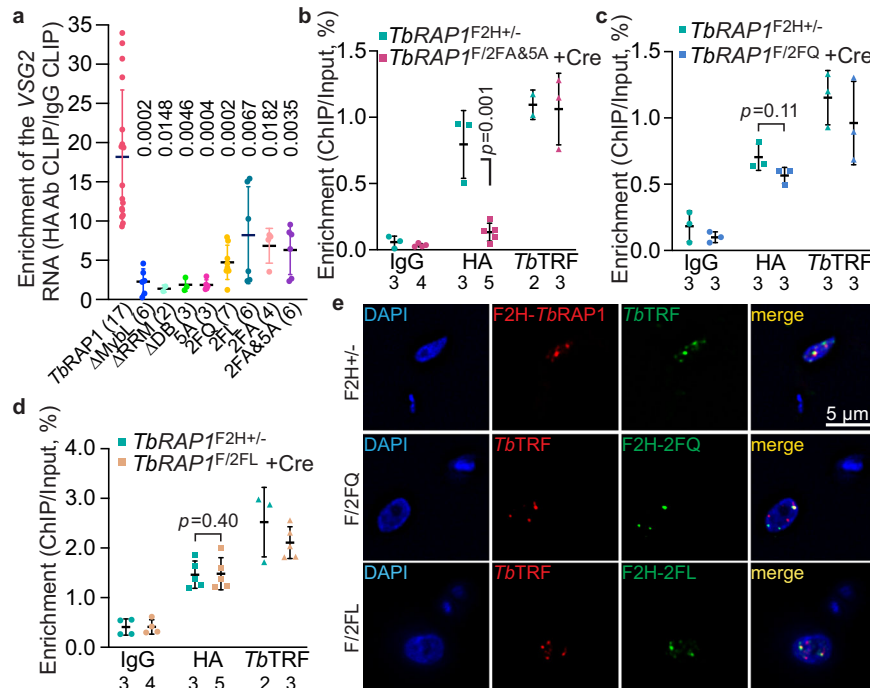 a
Enrichment of the VSG2
RNA (HA Ab CLIP/IgG CLIP)
35
30
25
20
15
10
5
0
0.0002
0.0148
0.0046
0.0004
0.0002
0.0067
0.0182
0.0035
TbRAP1 (17)
ΔMybL (6)
ΔRRM (2)
ΔDB (3)
5A (3)
2FQ (7)
2FL (6)
2FA (4)
2FA&5A (6)
b
TbRAP1F2H+/-
TbRAP1F/2FA&5A +Cre
Enrichment (ChIP/Input, %)
1.5
1.0
0.5
0.0
p=0.001
IgG HA TbTRF
3 4 3 5 2 3
c
TbRAP1F2H+/-
TbRAP1F/2FQ +Cre
Enrichment (ChIP/Input, %)
1.5
1.0
0.5
0.0
p=0.11
IgG HA TbTRF
3 3 3 3 3 3
d
TbRAP1F2H+/-
TbRAP1F/2FL +Cre
Enrichment (ChIP/Input, %)
4.0
3.0
2.0
1.0
0.0
p=0.40
IgG HA TbTRF
3 4 3 5 2 3
e
F2H+/-
DAPI F2H-TbRAP1 TbTRF merge
5 µm
F/2FQ
DAPI TbTRF F2H-2FQ merge
F/2FL
DAPI TbTRF F2H-2FL merge